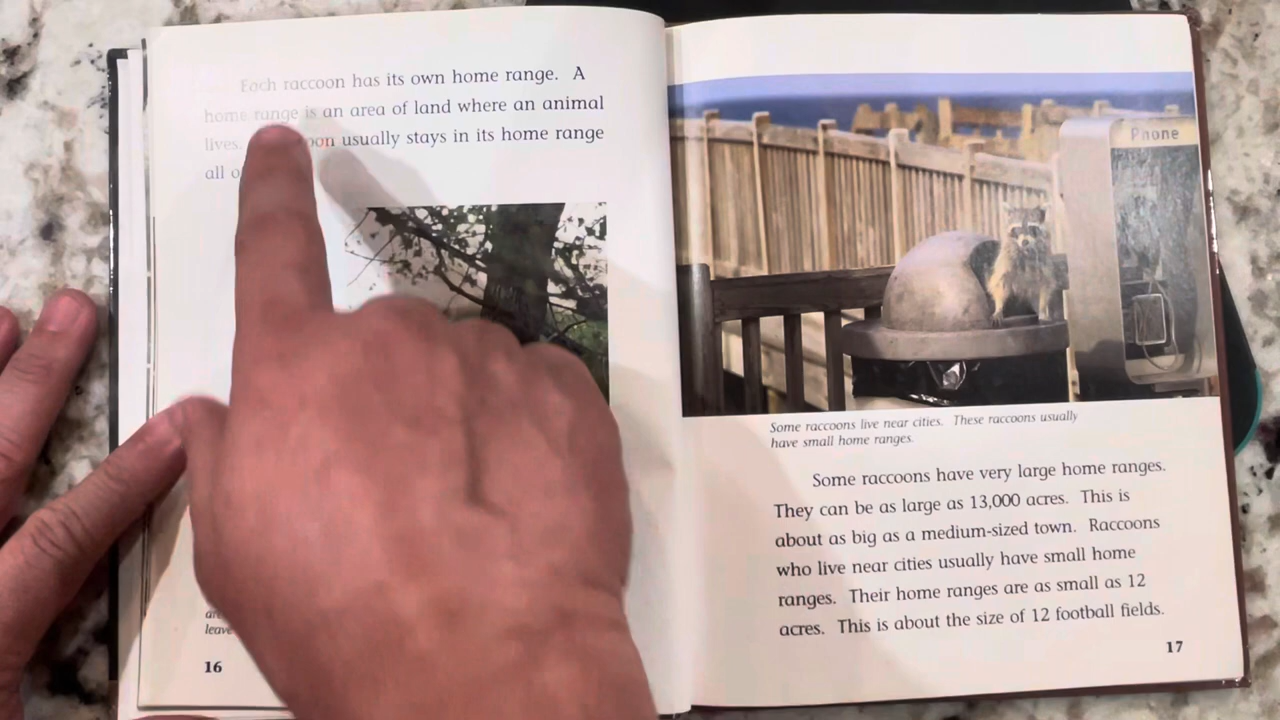 Each raccoon has its own home range. A
home range is an area of land where an animal
lives. usually stays in its home range
all
leave
16
Phone
Some raccoons live near cities. These raccoons usually
have small home ranges.
Some raccoons have very large home ranges.
They can be as large as 13,000 acres. This is
about as big as a medium-sized town. Raccoons
who live near cities usually have small home
ranges. Their home ranges are as small as 12
acres. This is about the size of 12 football fields.
17